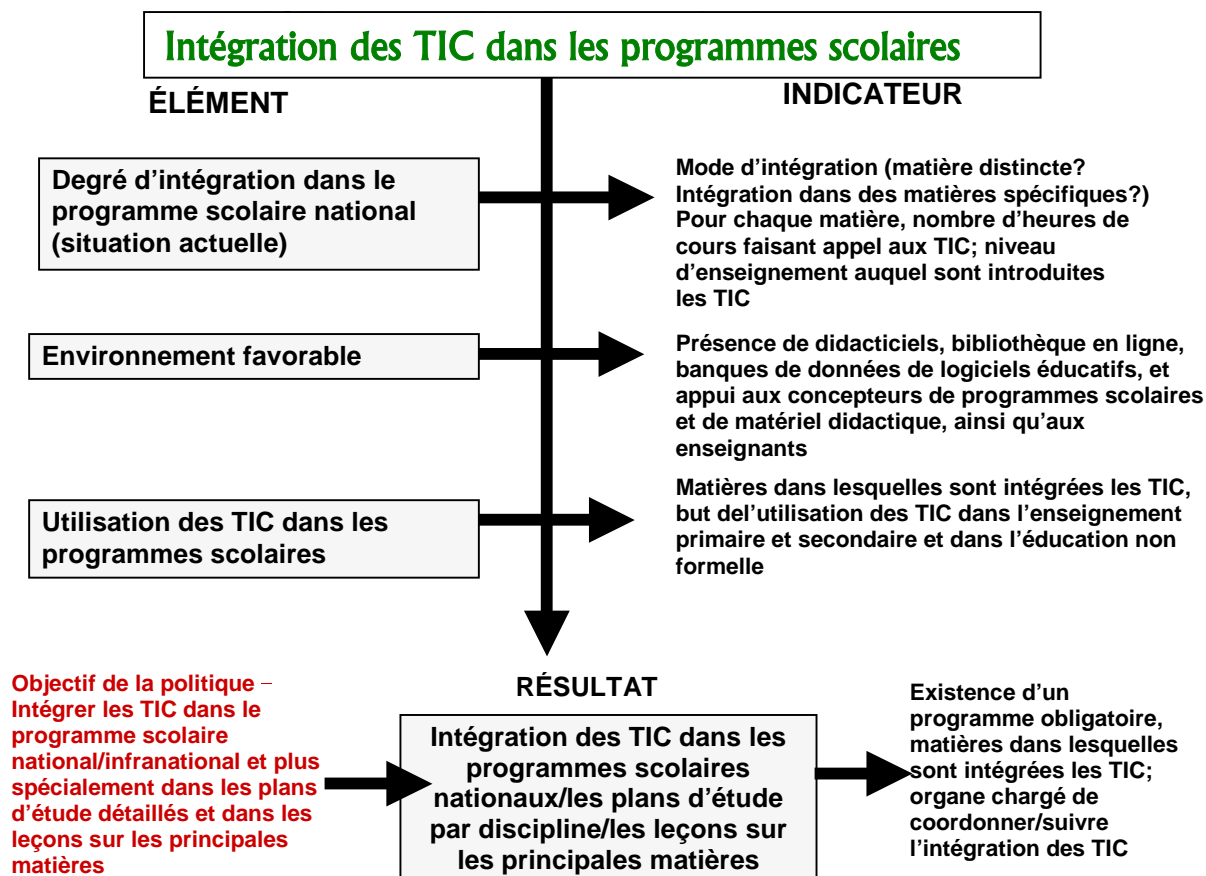 Intégration des TIC dans les programmes scolaires
ÉLÉMENT
INDICATEUR
Degré d'intégration dans le
programme scolaire national
(situation actuelle)
Mode d'intégration (matière distincte?
Intégration dans des matières spécifiques?)
Pour chaque matière, nombre d'heures de
cours faisant appel aux TIC; niveau
d'enseignement auquel sont introduites
les TIC
Environnement favorable
Présence de didacticiels, bibliothèque en ligne,
banques de données de logiciels éducatifs, et
appui aux concepteurs de programmes scolaires
et de matériel didactique, ainsi qu'aux
enseignants
Utilisation des TIC dans les
programmes scolaires
Matières dans lesquelles sont intégrées les TIC,
but del'utilisation des TIC dans l'enseignement
primaire et secondaire et dans l'éducation non
formelle
Objectif de la politique –
Intégrer les TIC dans le
programme scolaire
national/infranational et plus
spécialement dans les plans
d'étude détaillés et dans les
leçons sur les principales
matières
RÉSULTAT
Intégration des TIC dans les
programmes scolaires
nationaux/les plans d'étude
par discipline/les leçons sur
les principales matières
Existence d'un
programme obligatoire,
matières dans lesquelles
sont intégrées les TIC;
organe chargé de
coordonner/suivre
l'intégration des TIC